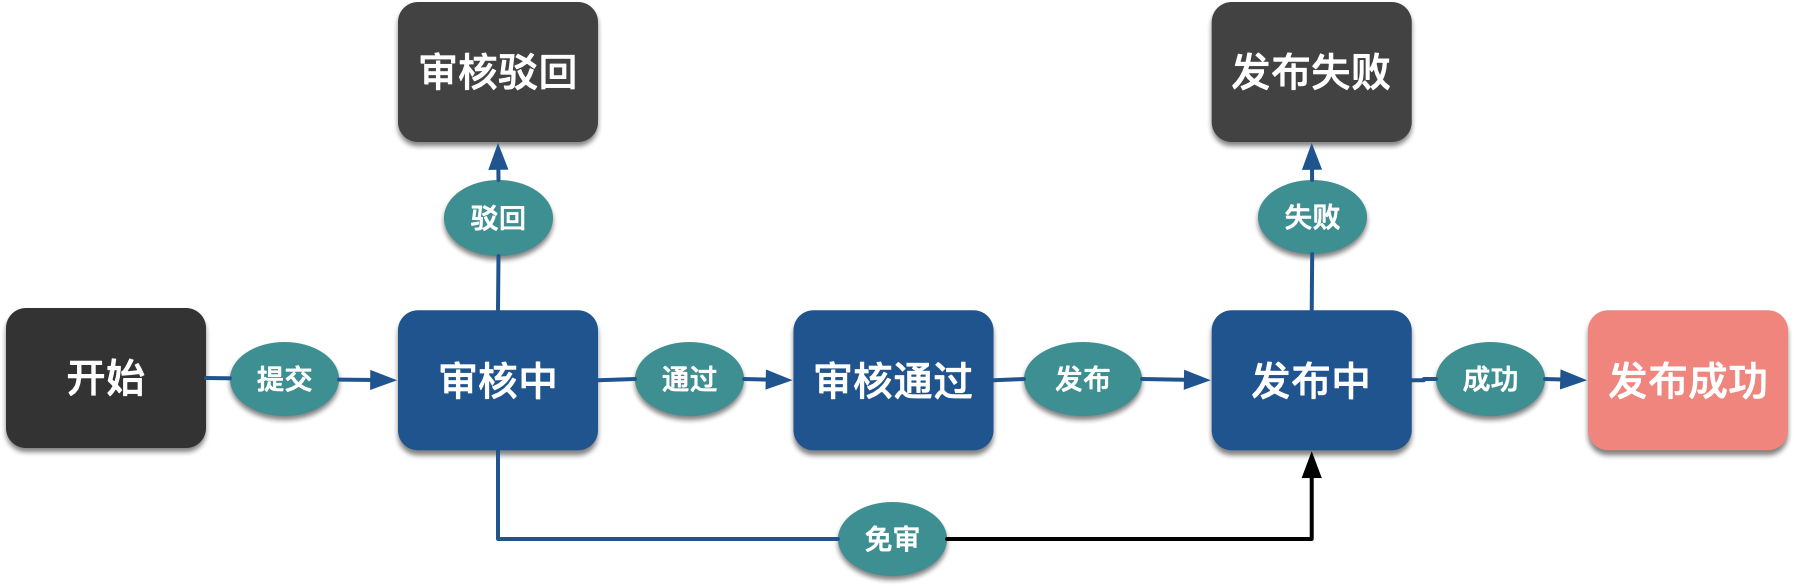 审核驳回
发布失败
驳回
失败
开始
提交
审核中
通过
审核通过
发布
发布中
成功
发布成功
免审